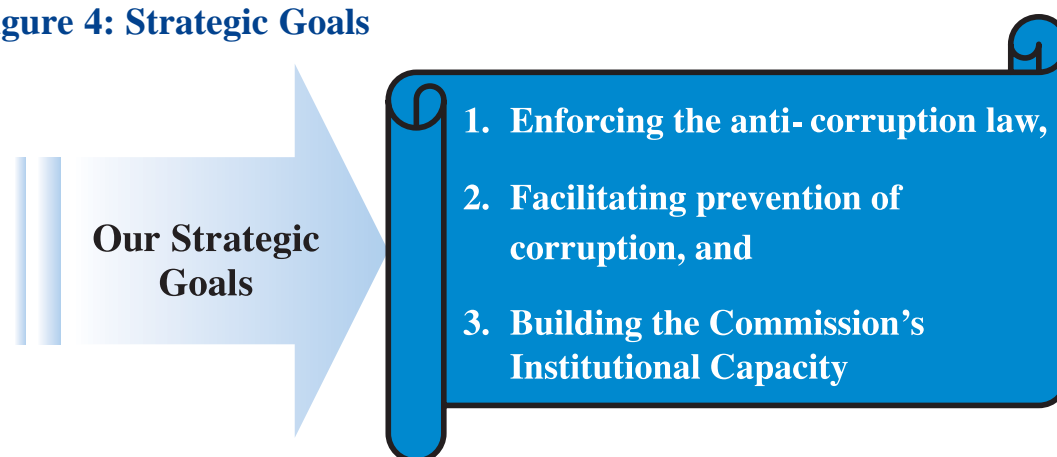 gure 4: Strategic Goals
Our Strategic
Goals
1. Enforcing the anti- corruption law,
2. Facilitating prevention of
corruption, and
3. Building the Commission’s
Institutional Capacity